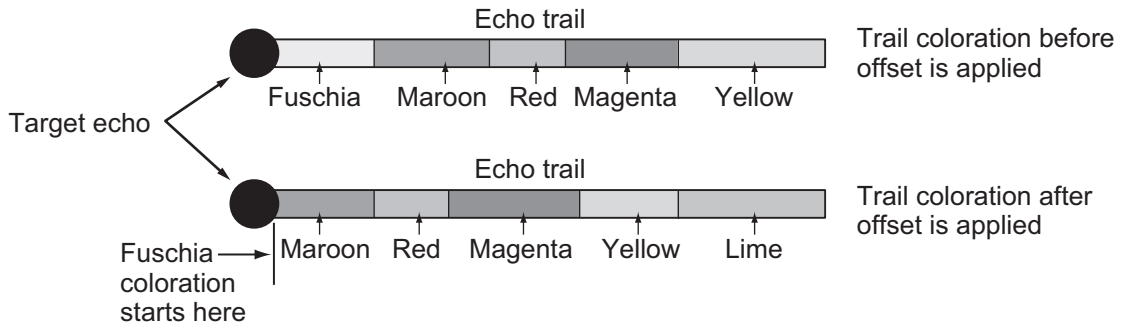 Echo trail
Trail coloration before
offset is applied
Fuschia Maroon Red Magenta Yellow
Target echo
Echo trail
Trail coloration after
offset is applied
Maroon Red Magenta Yellow Lime
Fuschia
coloration
starts here